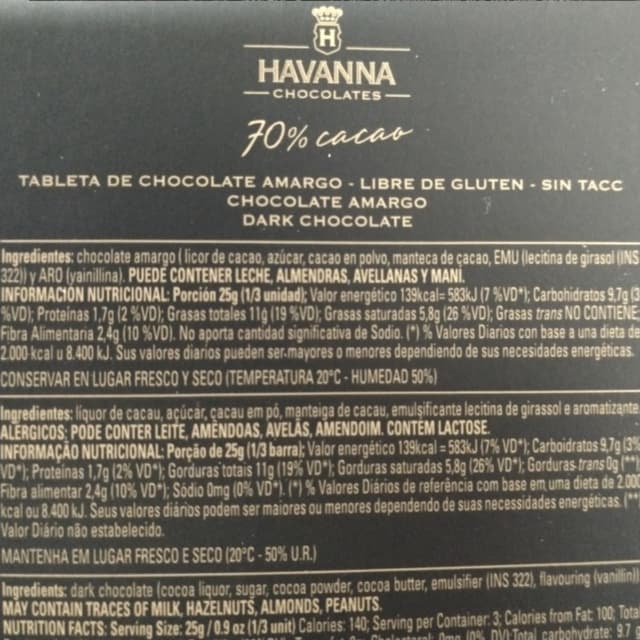 H
HAVANNA
CHOCOLATES
70% cacao
TABLETA DE CHOCOLATE AMARGO - LIBRE DE GLUTEN - SIN TACC
CHOCOLATE AMARGO
DARK CHOCOLATE
Ingredientes: chocolate amargo ( licor de cacao, azúcar, cacao en polvo, manteca de cacao, EMU (lecitina de girasol (INS
322)) y ARO (vainillina). PUEDE CONTENER LECHE, ALMENDRAS, AVELLANAS Y MANÍ.
INFORMACIÓN NUTRICIONAL: Porción 25g (1/3 unidad); Valor energético 139kcal= 583kJ (7 %VD*); Carbohidratos 9,7g (3
%VD); Proteínas 1,7g (2 %VD); Grasas totales 11g (19 %VD); Grasas saturadas 5,8g (26 %VD); Grasas trans NO CONTIENE;
Fibra Alimentaria 2,4g (10 %VD). No aporta cantidad significativa de Sodio. (*) % Valores Diarios con base a una dieta de
2.000 kcal u 8.400 kJ. Sus valores diarios pueden ser mayores o menores dependiendo de sus necesidades energéticas.
CONSERVAR EN LUGAR FRESCO Y SECO (TEMPERATURA 20°C - HUMEDAD 50%)
Ingredientes: liquor de cacau, açúcar, cacau em pó, manteiga de cacau, emulsificante lecitina de girassol e aromatizante
ALÉRGICOS: PODE CONTER LEITE, AMÊNDOAS, AVELÃS, AMENDOIM. CONTÉM LACTOSE.
INFORMAÇÃO NUTRICIONAL: Porção de 25g (1/3 barra); Valor energético 139kcal = 583kJ (7% VD*); Carboidratos 9,7g (3%
VD*); Proteínas 1,7g (2% VD*); Gorduras totais 11g (19% VD*); Gorduras saturadas 5,8g (26% VD*); Gorduras trans 0g (**)
Fibra alimentar 2,4g (10% VD*); Sódio 0mg (0% VD*). (*) % Valores Diários de referência com base em uma dieta de 2.000
kcal ou 8.400 kJ. Seus valores diários podem ser maiores ou menores dependendo de suas necessidades energéticas. (**)
Valor Diário não estabelecido.
MANTENHA EM LUGAR FRESCO E SECO (20°C - 50% U.R.)
Ingredients: dark chocolate (cocoa liquor, sugar, cocoa powder, cocoa butter, emulsifier (INS 322), flavouring (vanillin))
MAY CONTAIN TRACES OF MILK, HAZELNUTS, ALMONDS, PEANUTS.
NUTRITION FACTS: Serving Size: 25g / 0.9 oz (1/3 unit) Calories: 140; Serving per Container: 3; Calories from Fat: 100; Total